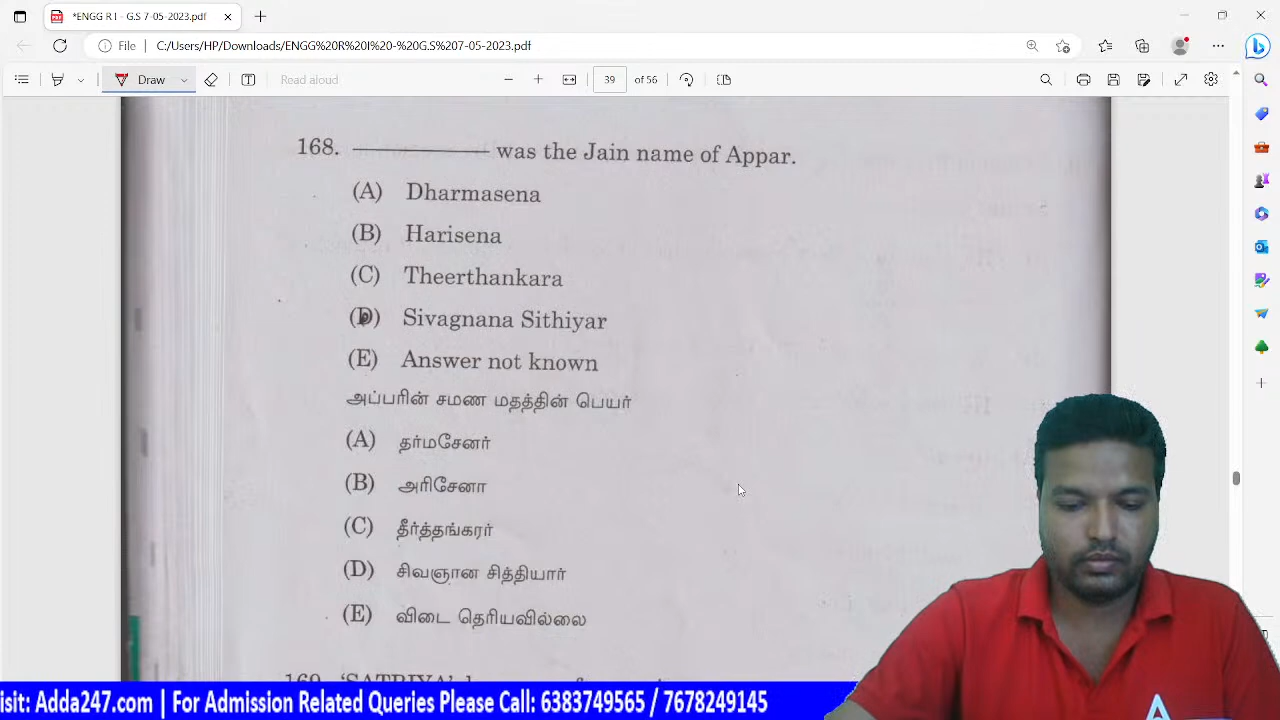 *ENGG R I - G.S 7-05-2023.pdf
File C:/Users/HP/Downloads/ENGG%20R%20I%20-%20G.S%207-05-2023.pdf
Draw Read aloud 39 of 56
168. was the Jain name of Appar.
(A) Dharmasena
(B) Harisena
(C) Theerthankara
(D) Sivagnana Sithiyar
(E) Answer not known
அப்பரின் சமண மதத்தின் பெயர்
(A) தர்மசேனர்
(B) அரிசேனா
(C) தீர்த்தங்கரர்
(D) சிவஞான சித்தியார்
(E) விடை தெரியவில்லை
169. 'SATRIYA'
isit: Adda247.com | For Admission Related Queries Please Call: 6383749565 / 7678249145